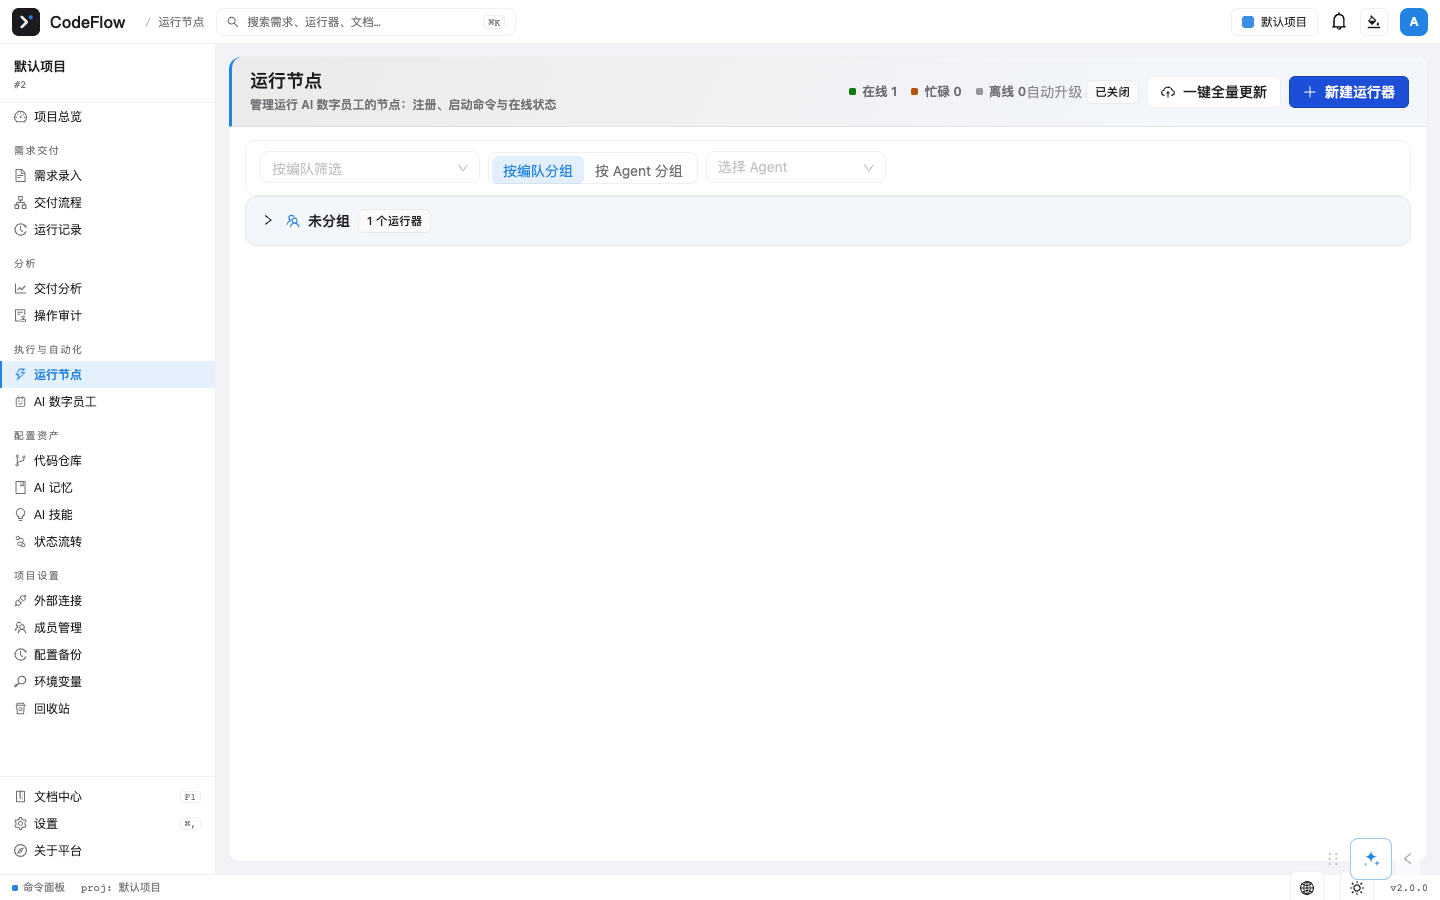 CodeFlow
/ 运行节点
搜索需求、运行器、文档…
⌘K
默认项目
A
默认项目
#2
项目总览
需求交付
需求录入
交付流程
运行记录
分析
交付分析
操作审计
执行与自动化
运行节点
AI 数字员工
配置资产
代码仓库
AI 记忆
AI 技能
状态流转
项目设置
外部连接
成员管理
配置备份
环境变量
回收站
文档中心 F1
设置 ⌘,
关于平台
运行节点
管理运行 AI 数字员工的节点：注册、启动命令与在线状态
在线 1 忙碌 0 离线 0 自动升级 已关闭
一键全量更新
新建运行器
按编队筛选
按编队分组 按 Agent 分组
选择 Agent
未分组 1 个运行器
命令面板 proj: 默认项目
v2.0.0